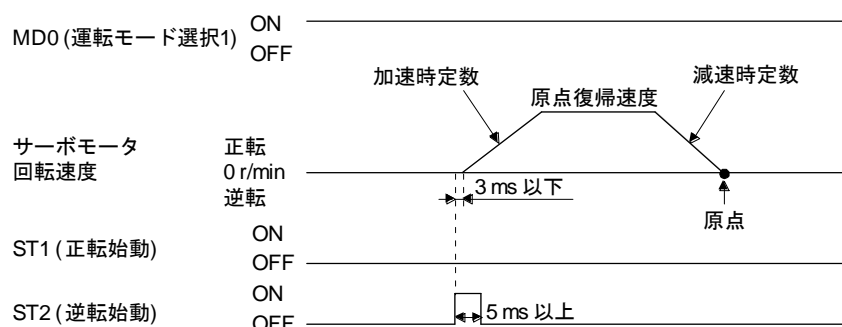 MD0 (運転モード選択1)
ON
OFF
加速時定数
減速時定数
原点復帰速度
サーボモータ
回転速度
正転
0 r/min
逆転
3 ms 以下
原点
ST1 (正転始動)
ON
OFF
ST2 (逆転始動)
ON
OFF
5 ms 以上